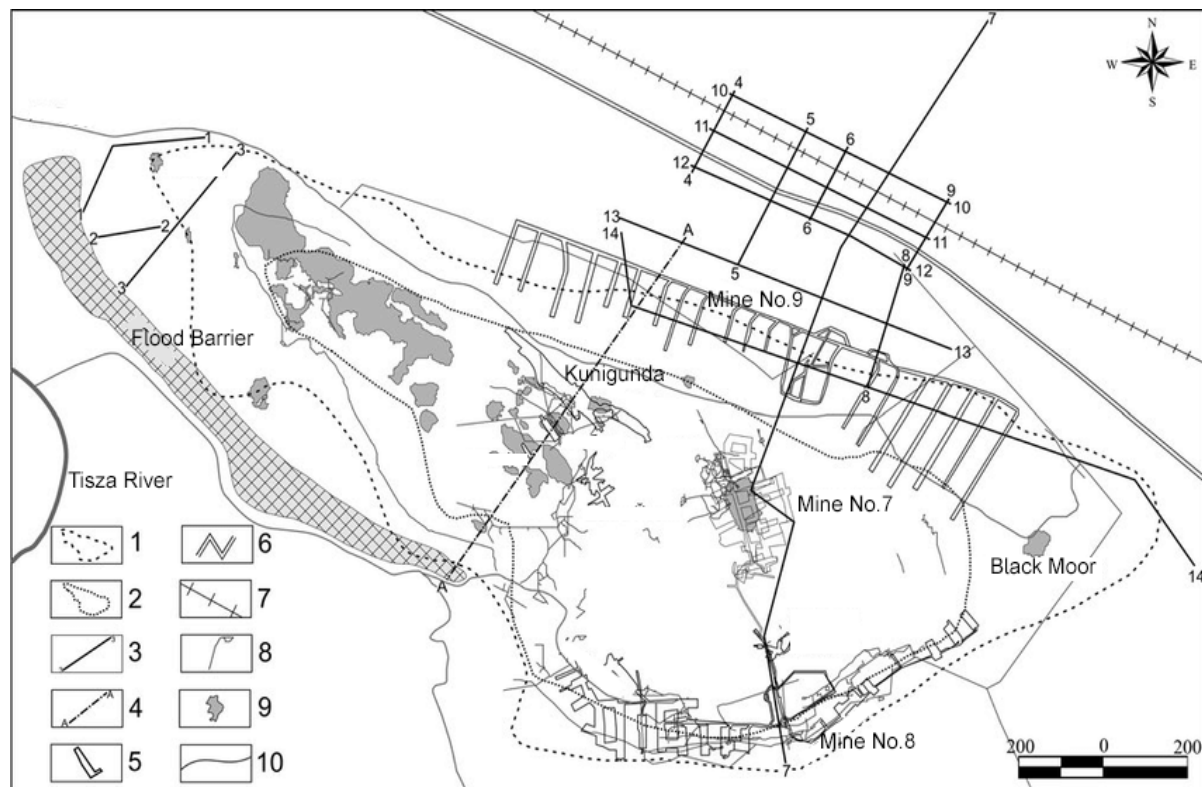 7
N
W E
S
10 4
11
5
6
12
4
9
10
1
3
13
A
6
11
14
8
12
9
5
1
2
2
3
Mine No.9
13
Flood Barrier
Kunigunda
8
Tisza River
Mine No.7
1
6
Black Moor
14
A
2
7
3
8
4
A
A
9
5
10
Mine No.8
7
200 0 200